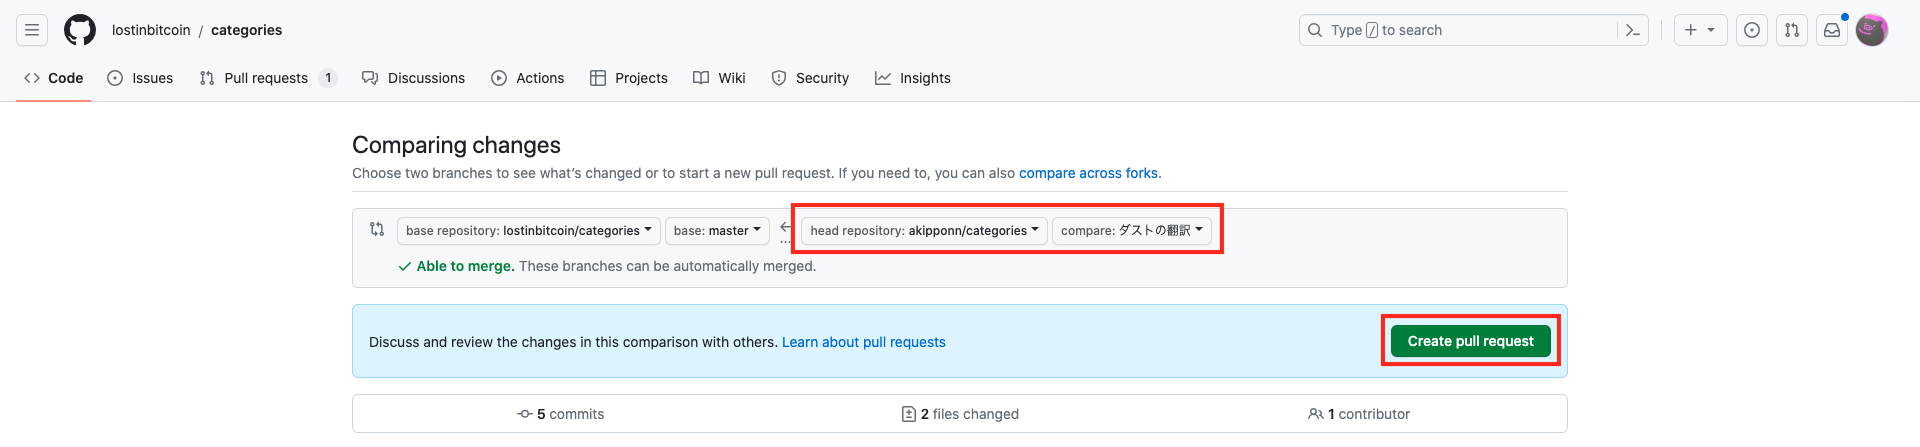 lostinbitcoin / categories
Type / to search
Code Issues Pull requests 1 Discussions Actions Projects Wiki Security Insights
Comparing changes
Choose two branches to see what's changed or to start a new pull request. If you need to, you can also compare across forks.
base repository: lostinbitcoin/categories base: master ... head repository: akipponn/categories compare: ダストの翻訳
Able to merge. These branches can be automatically merged.
Discuss and review the changes in this comparison with others. Learn about pull requests
Create pull request
5 commits 2 files changed 1 contributor